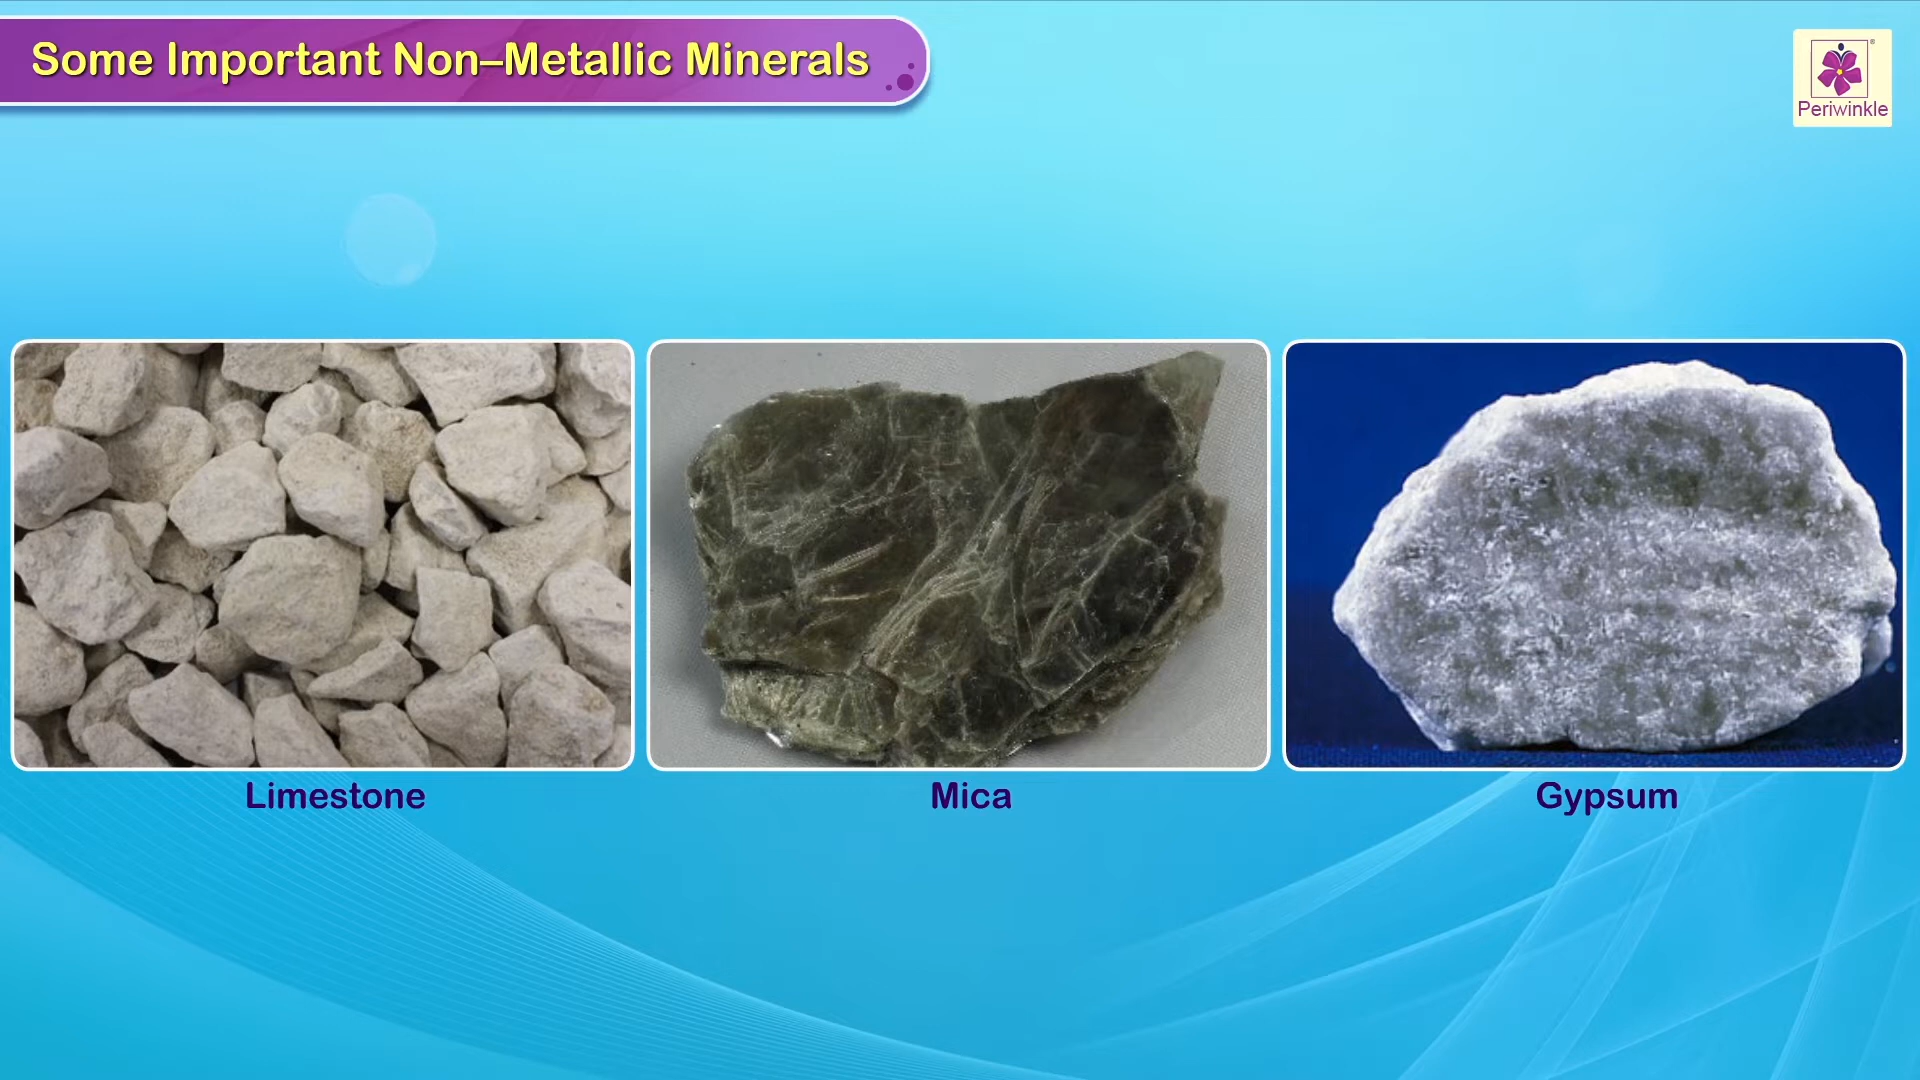 Some Important Non–Metallic Minerals
Periwinkle
Limestone
Mica
Gypsum